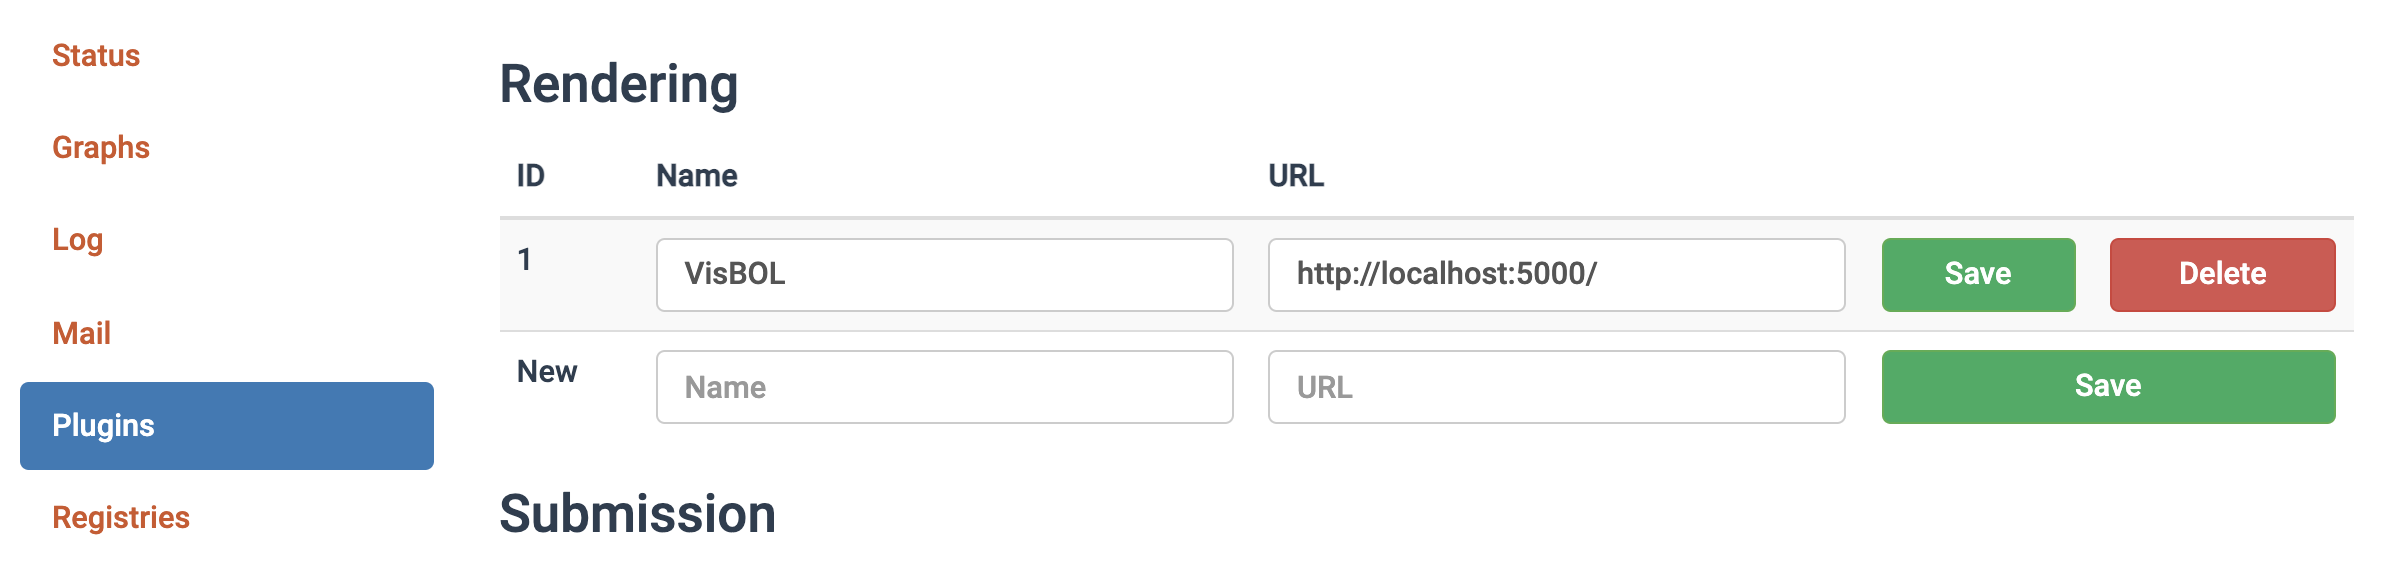 Status
Graphs
Log
Mail
Plugins
Registries
Rendering
ID Name URL
1 VisBOL http://localhost:5000/ Save Delete
New Name URL Save
Submission